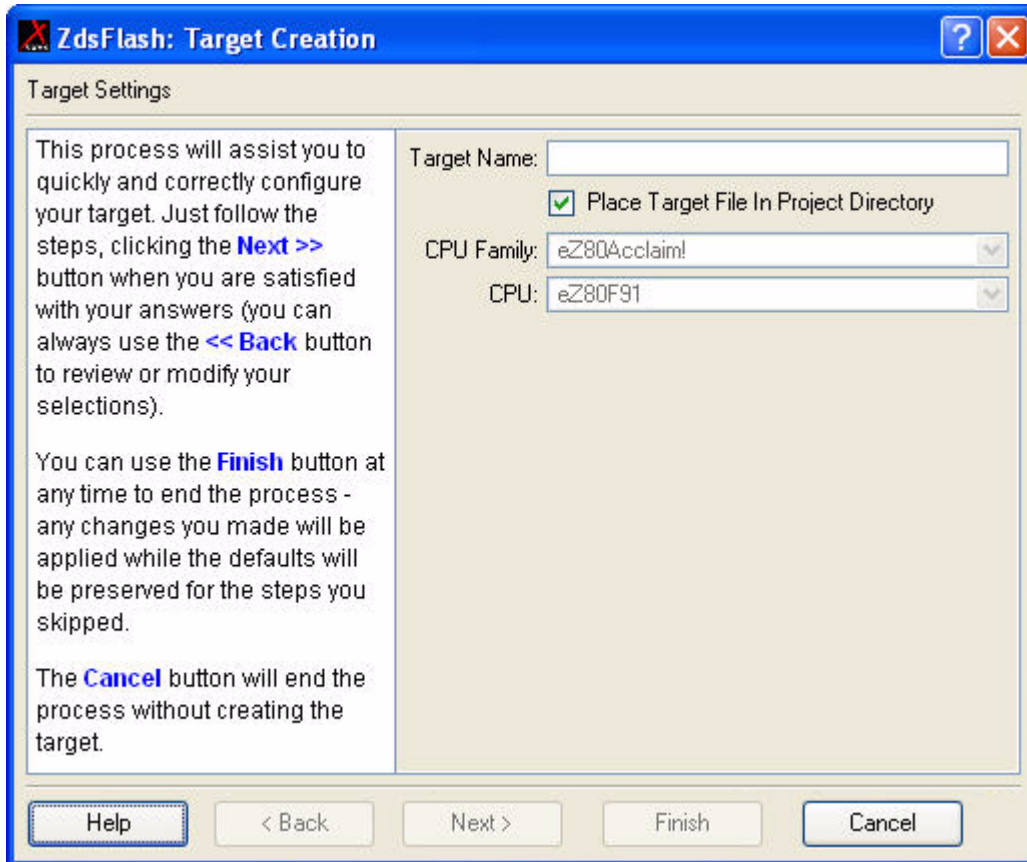 ZdsFlash: Target Creation
Target Settings
This process will assist you to
quickly and correctly configure
your target. Just follow the
steps, clicking the Next >>
button when you are satisfied
with your answers (you can
always use the << Back button
to review or modify your
selections).
You can use the Finish button at
any time to end the process -
any changes you made will be
applied while the defaults will
be preserved for the steps you
skipped.
The Cancel button will end the
process without creating the
target.
Target Name:
Place Target File In Project Directory
CPU Family: eZ80Acclaim!
CPU: eZ80F91
Help
< Back
Next >
Finish
Cancel